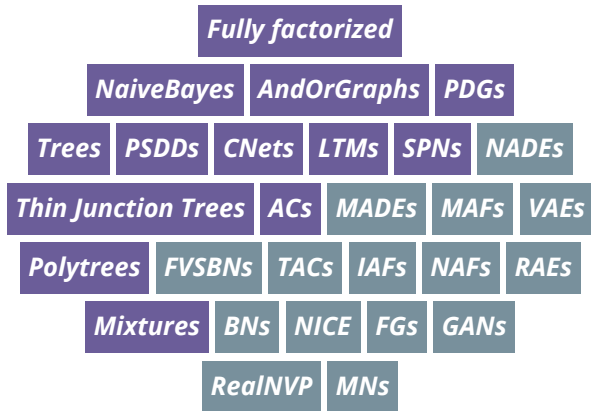 Fully factorized
NaiveBayes AndOrGraphs PDGs
Trees PSDDs CNets LTMs SPNs NADEs
Thin Junction Trees ACs MADEs MAFs VAEs
Polytrees FVSBNs TACs IAFs NAFs RAEs
Mixtures BNs NICE FGs GANs
RealNVP MNs